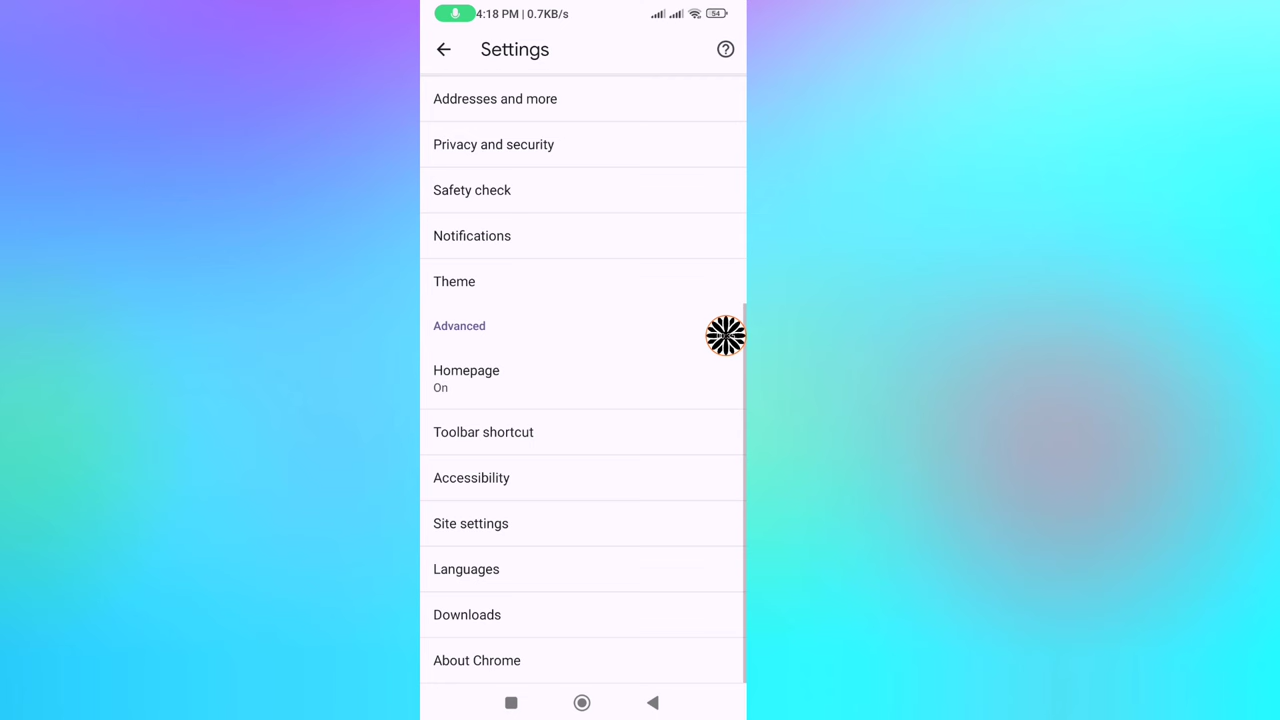 4:18 PM | 0.7KB/s 54
Settings
Addresses and more
Privacy and security
Safety check
Notifications
Theme
Advanced
Homepage
On
Toolbar shortcut
Accessibility
Site settings
Languages
Downloads
About Chrome